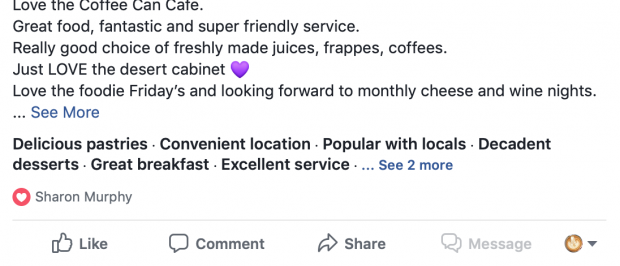 Love the Coffee Can Cafe.
Great food, fantastic and super friendly service.
Really good choice of freshly made juices, frappes, coffees.
Just LOVE the desert cabinet 💜
Love the foodie Friday’s and looking forward to monthly cheese and wine nights.
... See More
Delicious pastries · Convenient location · Popular with locals · Decadent
desserts · Great breakfast · Excellent service · ... See 2 more
Sharon Murphy
Like Comment Share Message